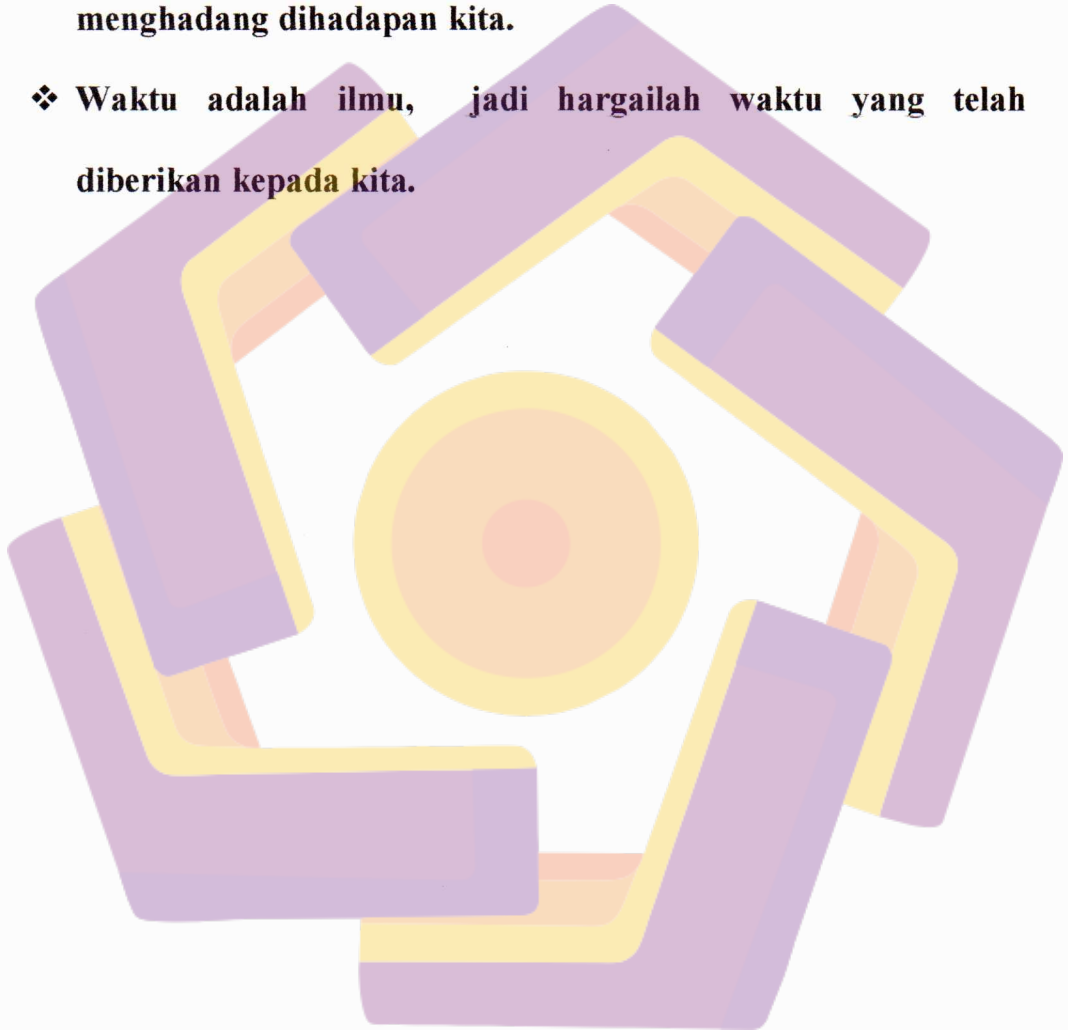 menghadang dihadapan kita.
❖ Waktu adalah ilmu, jadi hargailah waktu yang telah
diberikan kepada kita.